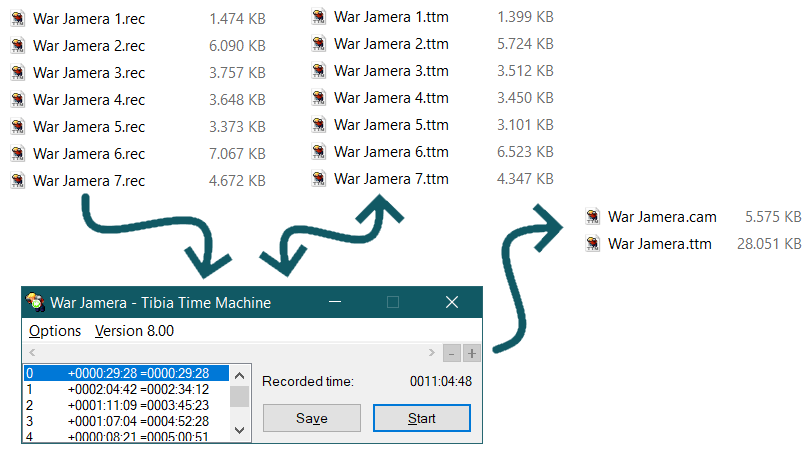 War Jamera 1.rec 1.474 KB
War Jamera 2.rec 6.090 KB
War Jamera 3.rec 3.757 KB
War Jamera 4.rec 3.648 KB
War Jamera 5.rec 3.373 KB
War Jamera 6.rec 7.067 KB
War Jamera 7.rec 4.672 KB
War Jamera 1.ttm 1.399 KB
War Jamera 2.ttm 5.724 KB
War Jamera 3.ttm 3.512 KB
War Jamera 4.ttm 3.450 KB
War Jamera 5.ttm 3.101 KB
War Jamera 6.ttm 6.523 KB
War Jamera 7.ttm 4.347 KB
War Jamera.cam 5.575 KB
War Jamera.ttm 28.051 KB
War Jamera - Tibia Time Machine
Options Version 8.00
- +
0 +0000:29:28 =0000:29:28
1 +0002:04:42 =0002:34:12
2 +0001:11:09 =0003:45:23
3 +0001:07:04 =0004:52:28
4 +0000:08:21 =0005:00:51
Recorded time: 0011:04:48
Save Start